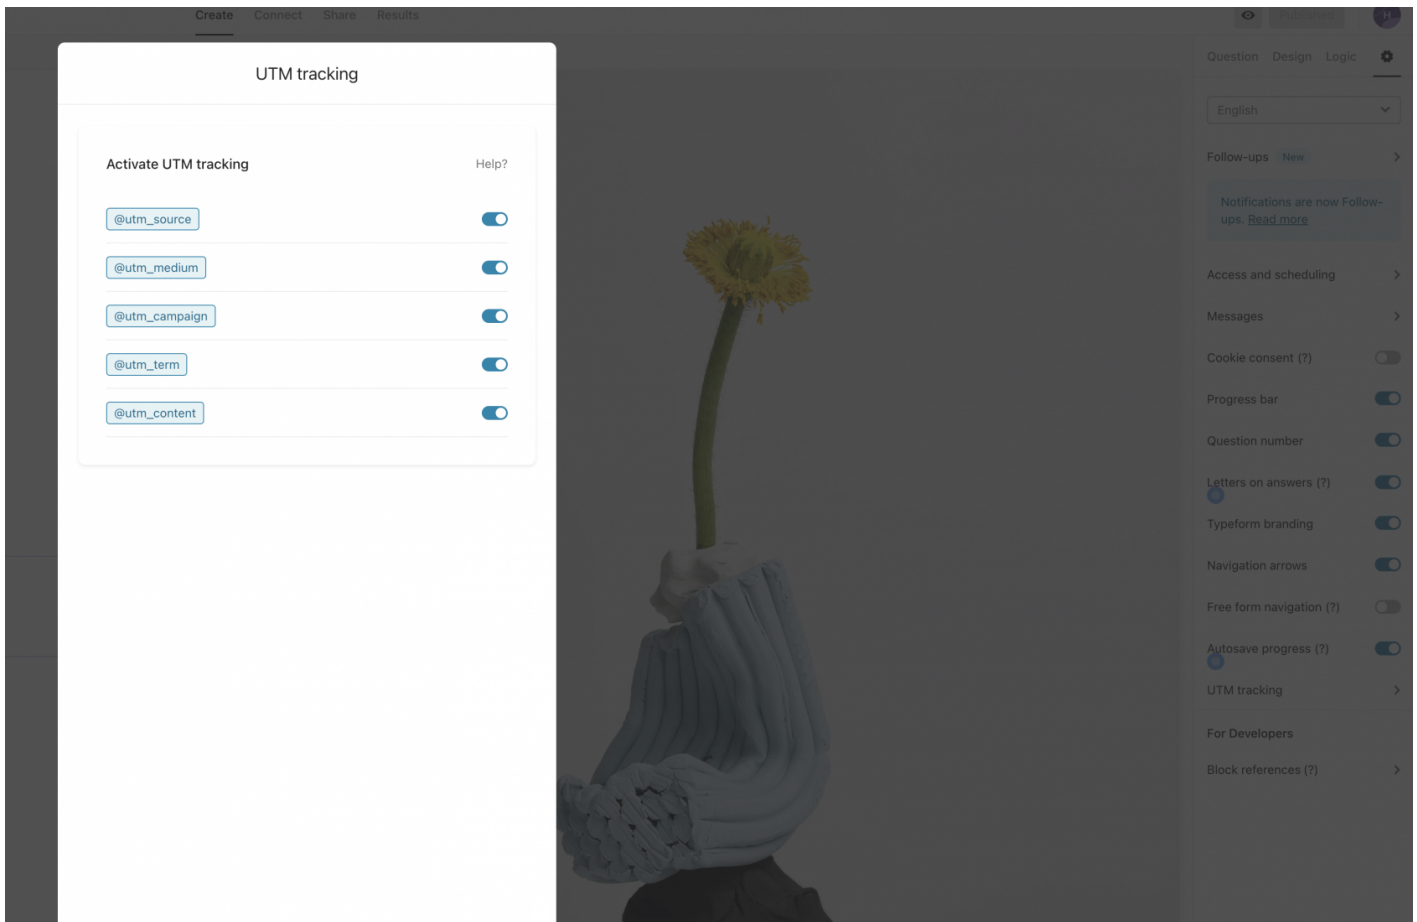 Create Connect Share Results
Published
H
UTM tracking
Activate UTM tracking Help?
@utm_source
@utm_medium
@utm_campaign
@utm_term
@utm_content
Question Design Logic
English
Follow-ups New
Notifications are now Follow-
ups. Read more
Access and scheduling
Messages
Cookie consent (?)
Progress bar
Question number
Letters on answers (?)
Typeform branding
Navigation arrows
Free form navigation (?)
Autosave progress (?)
UTM tracking
For Developers
Block references (?)